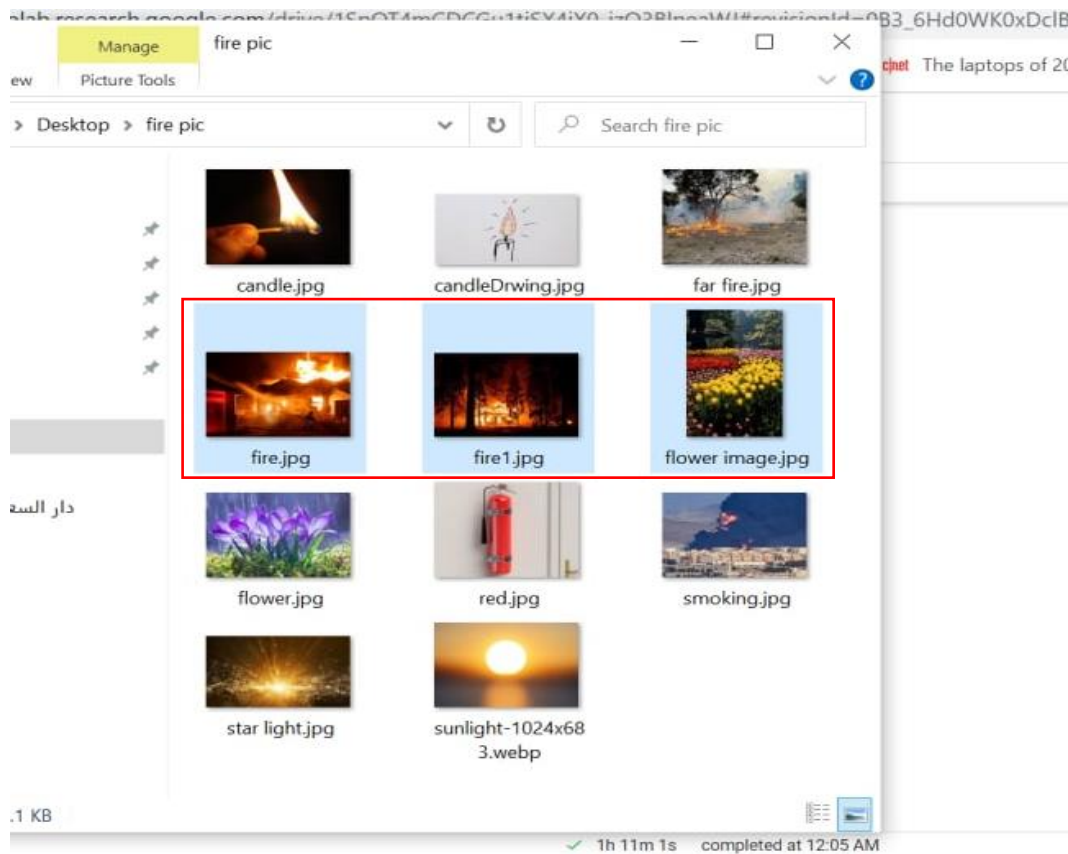 Manage
fire pic
ew
Picture Tools
cnet The laptops of 20
> Desktop > fire pic
Search fire pic
candle.jpg
candleDrwing.jpg
far fire.jpg
fire.jpg
fire1.jpg
flower image.jpg
دار السع
flower.jpg
red.jpg
smoking.jpg
star light.jpg
sunlight-1024x68
3.webp
.1 KB
1h 11m 1s completed at 12:05 AM